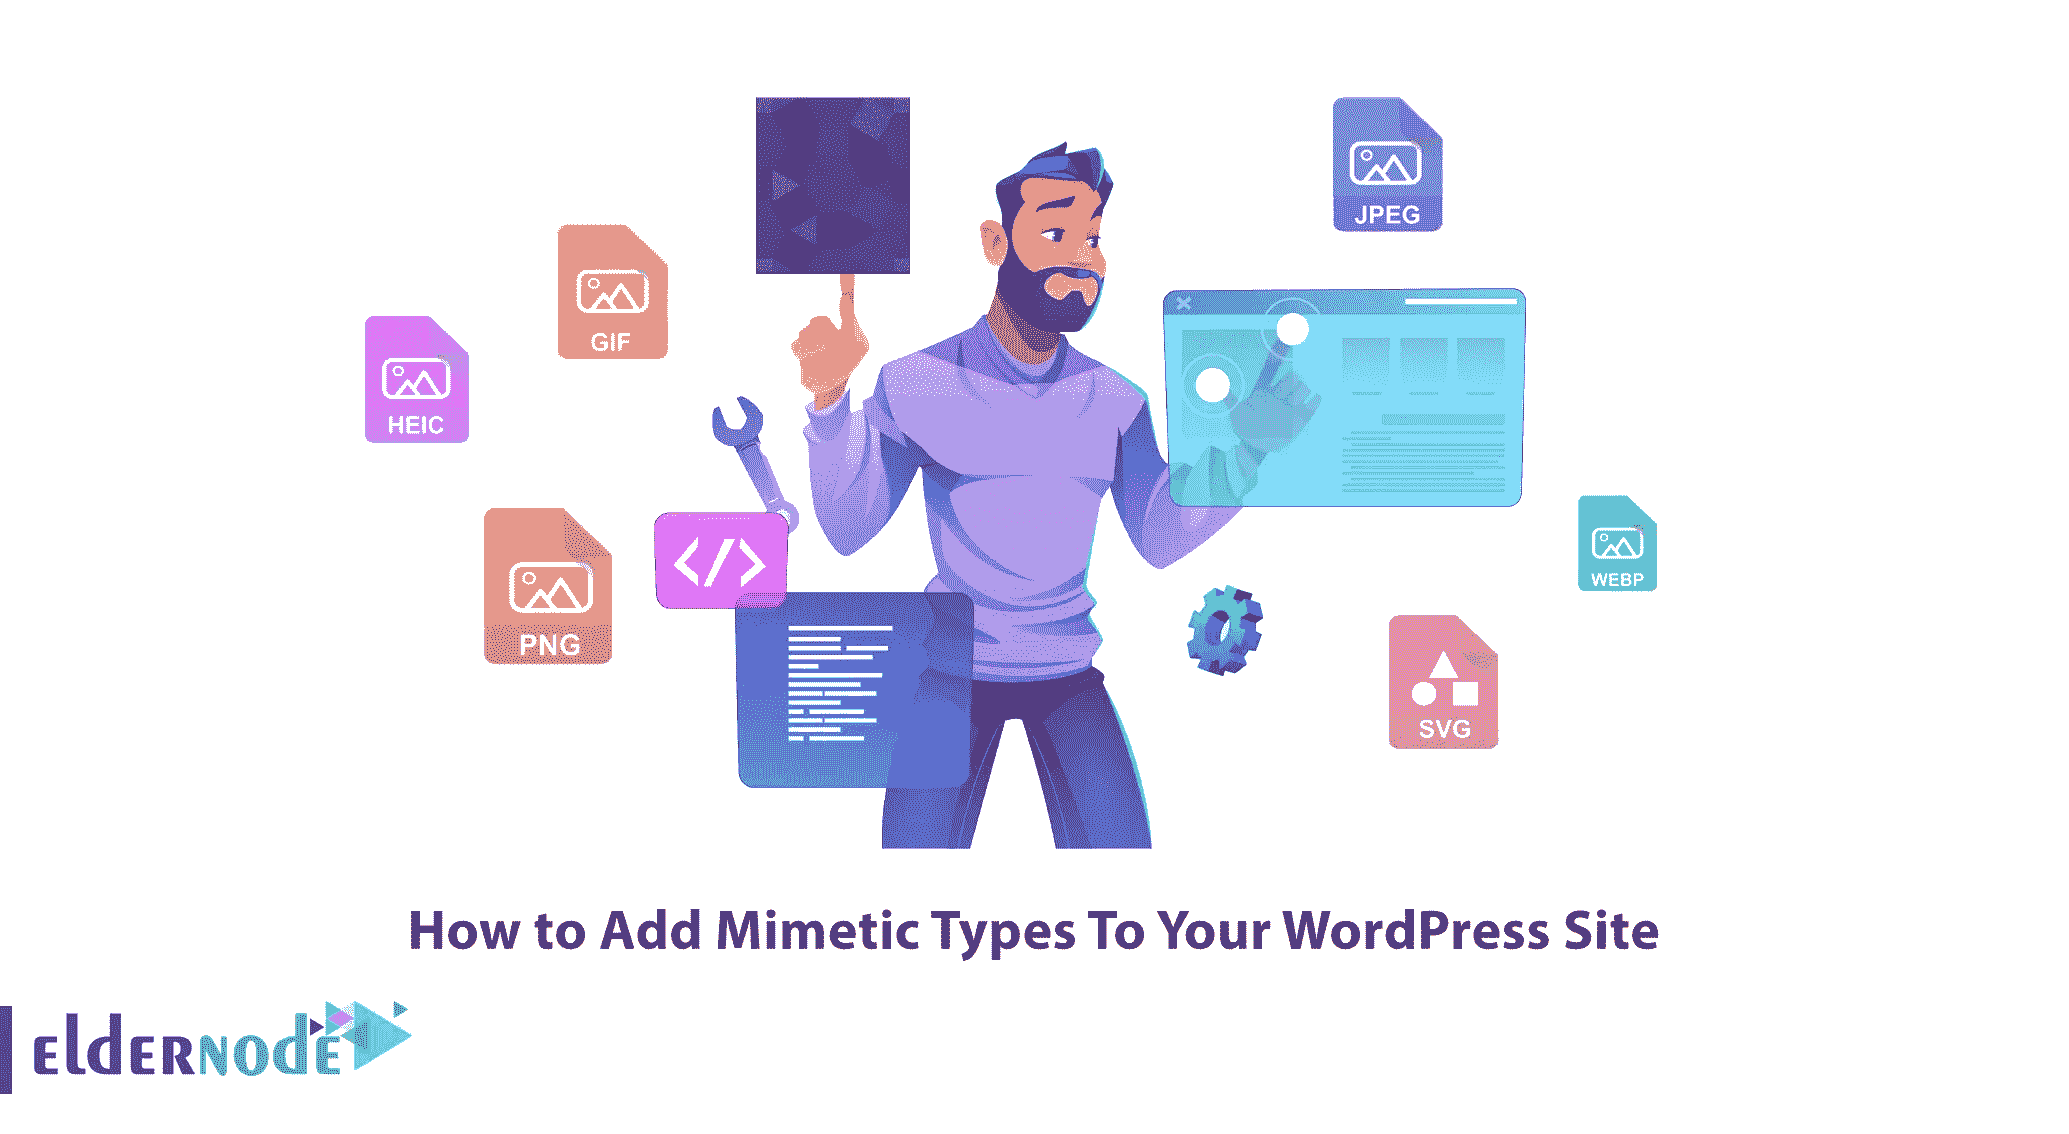 JPEG
GIF
HEIC
WEBP
</>
PNG
SVG
How to Add Mimetic Types To Your WordPress Site
ELDERNODE